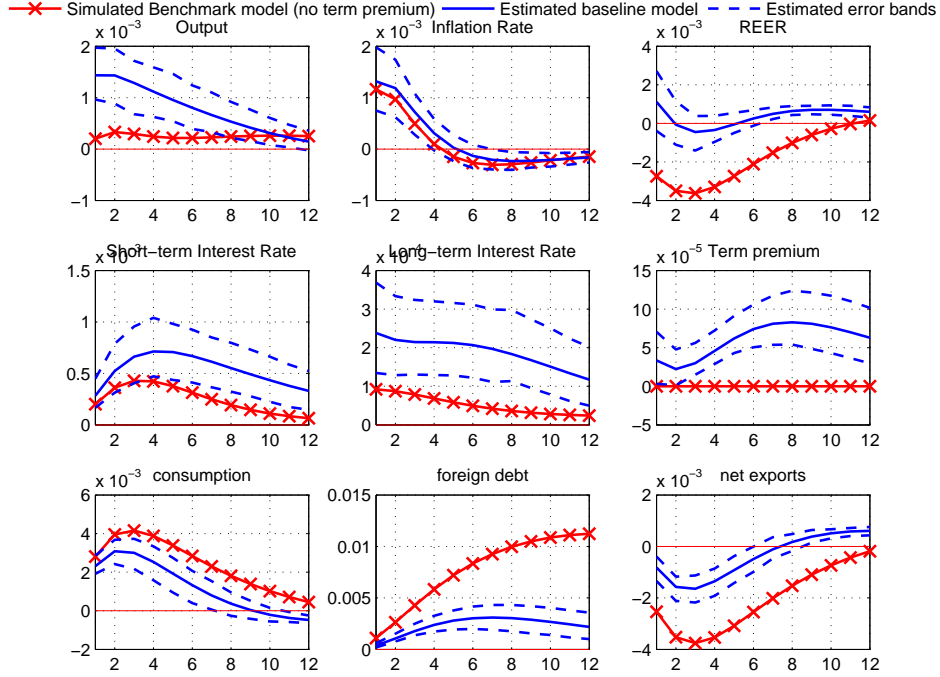 Simulated Benchmark model (no term premium) Estimated baseline model Estimated error bands
x 10⁻³ Output x 10⁻³ Inflation Rate x 10⁻³ REER
2 2 4
1 1 2
0 0 0
−2
−1 −1 −4
2 4 6 8 10 12 2 4 6 8 10 12 2 4 6 8 10 12
x 10⁻³ Short−term Interest Rate x 10⁻⁴ Long−term Interest Rate x 10⁻⁵ Term premium
1.5 4 15
3 10
1 2 5
0.5 1 0
0 0 −5
2 4 6 8 10 12 2 4 6 8 10 12 2 4 6 8 10 12
x 10⁻³ consumption foreign debt x 10⁻³ net exports
6 0.015 2
4 0.01 0
2
0 0.005 −2
−2 0 −4
2 4 6 8 10 12 2 4 6 8 10 12 2 4 6 8 10 12